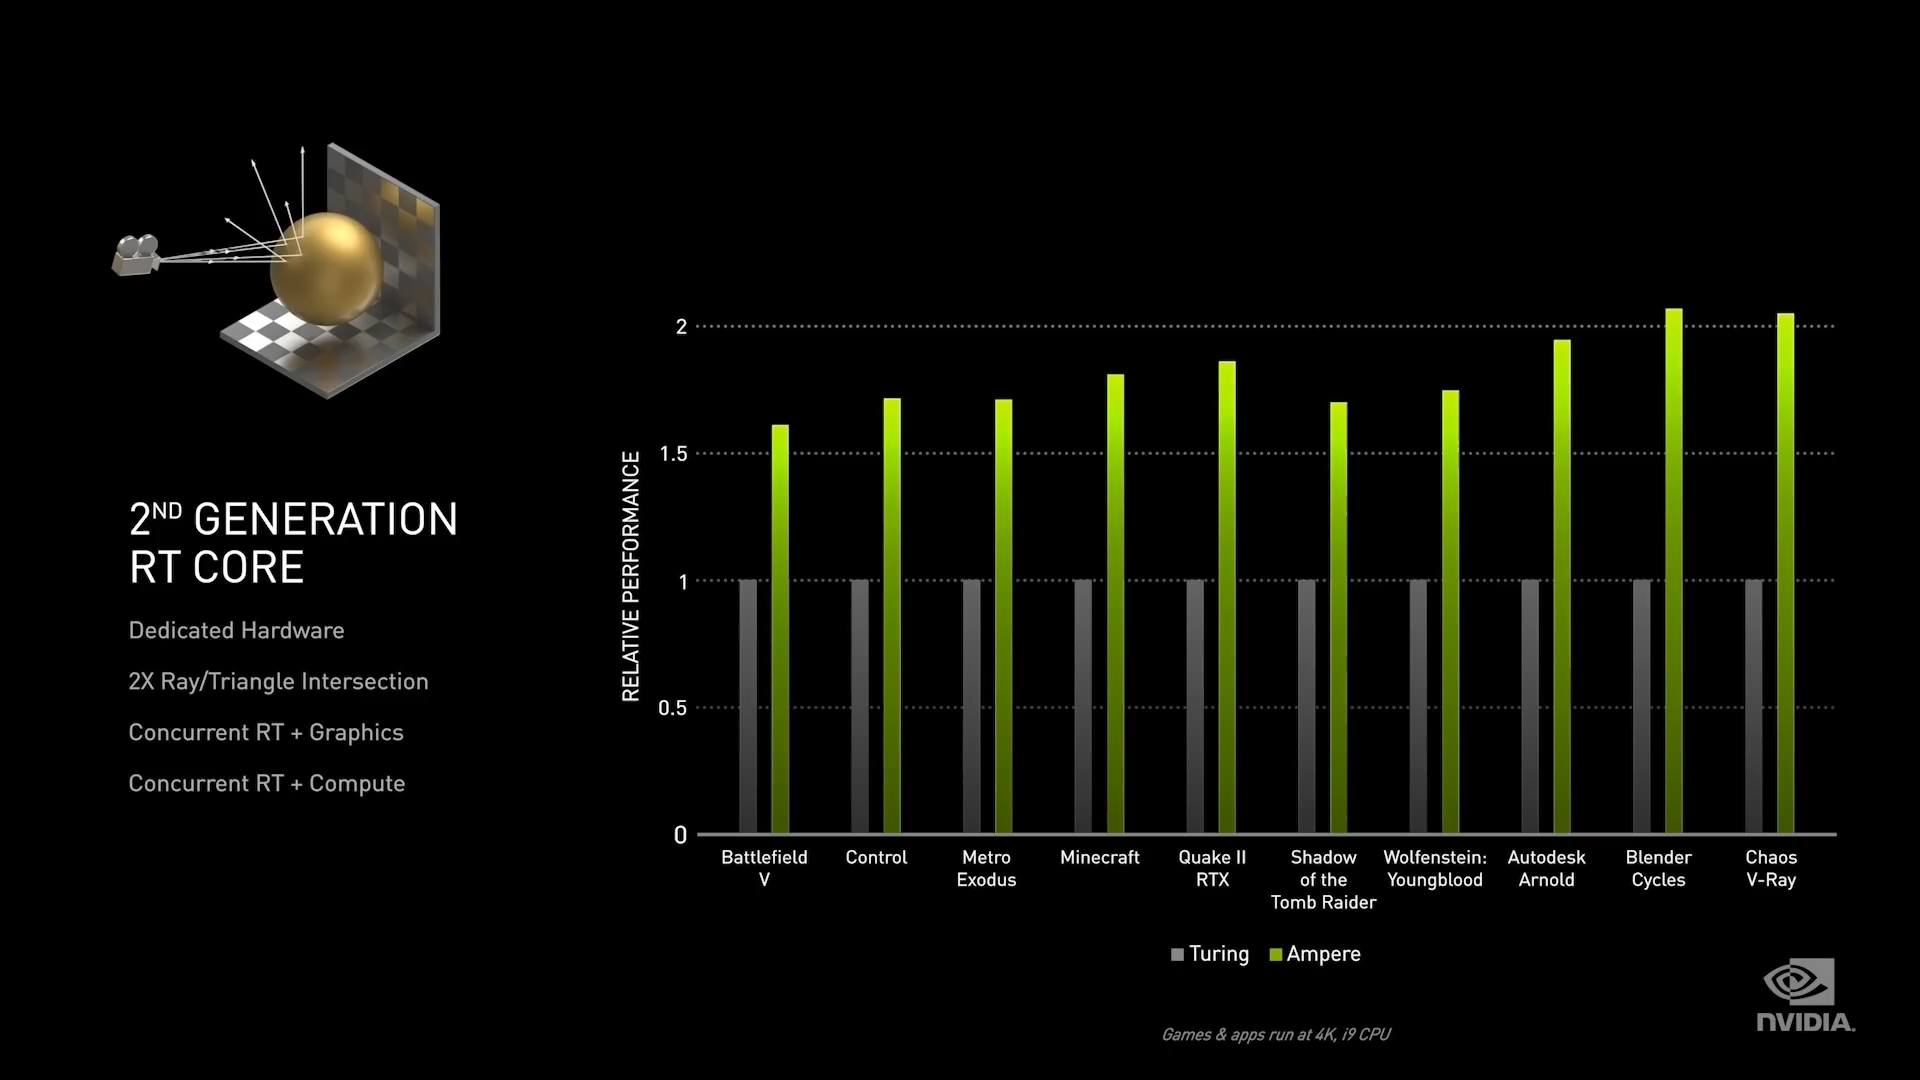 2ND GENERATION
RT CORE
Dedicated Hardware
2X Ray/Triangle Intersection
Concurrent RT + Graphics
Concurrent RT + Compute
RELATIVE PERFORMANCE
2
1.5
1
0.5
0
Battlefield
V
Control
Metro
Exodus
Minecraft
Quake II
RTX
Shadow
of the
Tomb Raider
Wolfenstein:
Youngblood
Autodesk
Arnold
Blender
Cycles
Chaos
V-Ray
Turing
Ampere
Games & apps run at 4K, i9 CPU
NVIDIA.